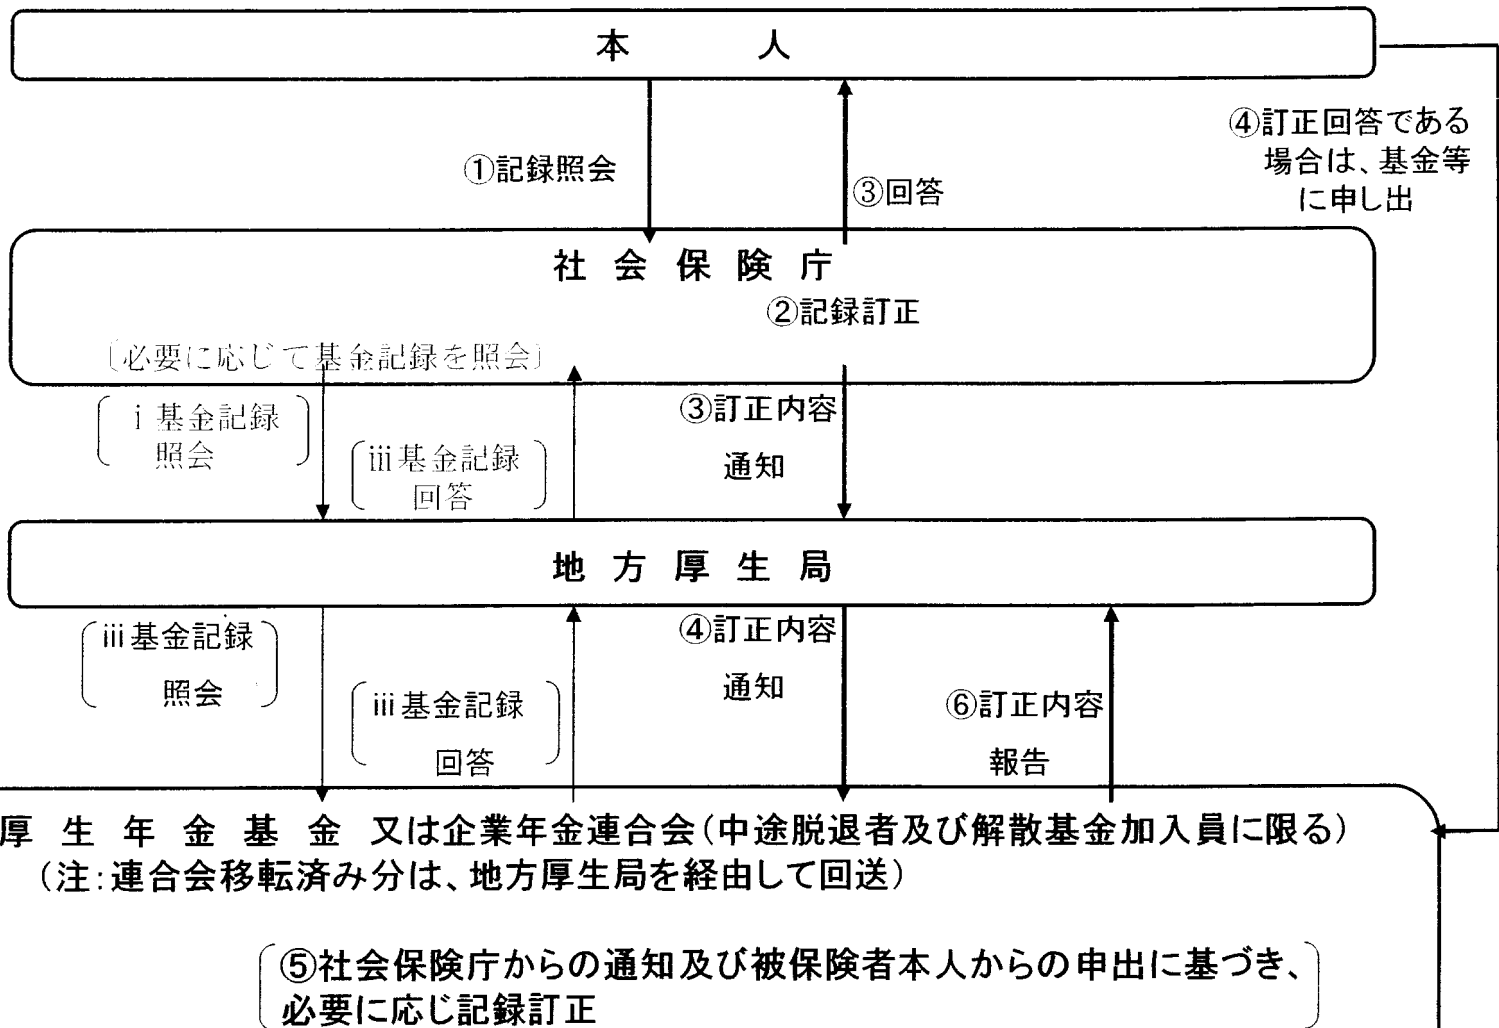 本人
④訂正回答である
場合は、基金等
に申し出
①記録照会
③回答
社会保険庁
②記録訂正
〔必要に応じて基金記録を照会〕
ⅰ基金記録
照会
ⅲ基金記録
回答
③訂正内容
通知
地方厚生局
ⅲ基金記録
照会
ⅲ基金記録
回答
④訂正内容
通知
⑥訂正内容
報告
厚生年金基金又は企業年金連合会(中途脱退者及び解散基金加入員に限る)
(注:連合会移転済み分は、地方厚生局を経由して回送)
⑤社会保険庁からの通知及び被保険者本人からの申出に基づき、
必要に応じ記録訂正